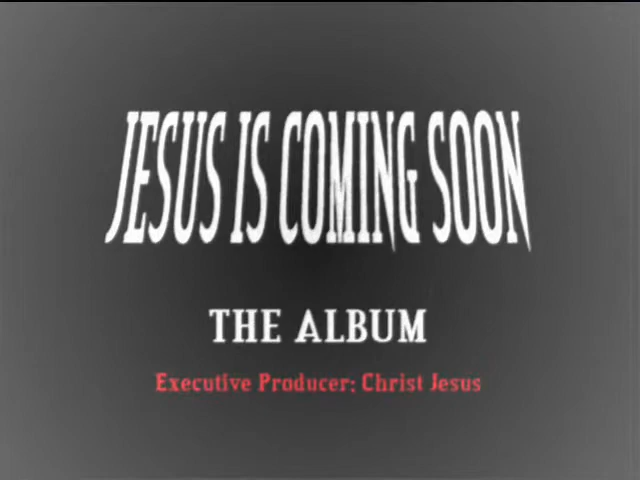 JESUS IS COMING SOON
THE ALBUM
Executive Producer: Christ Jesus